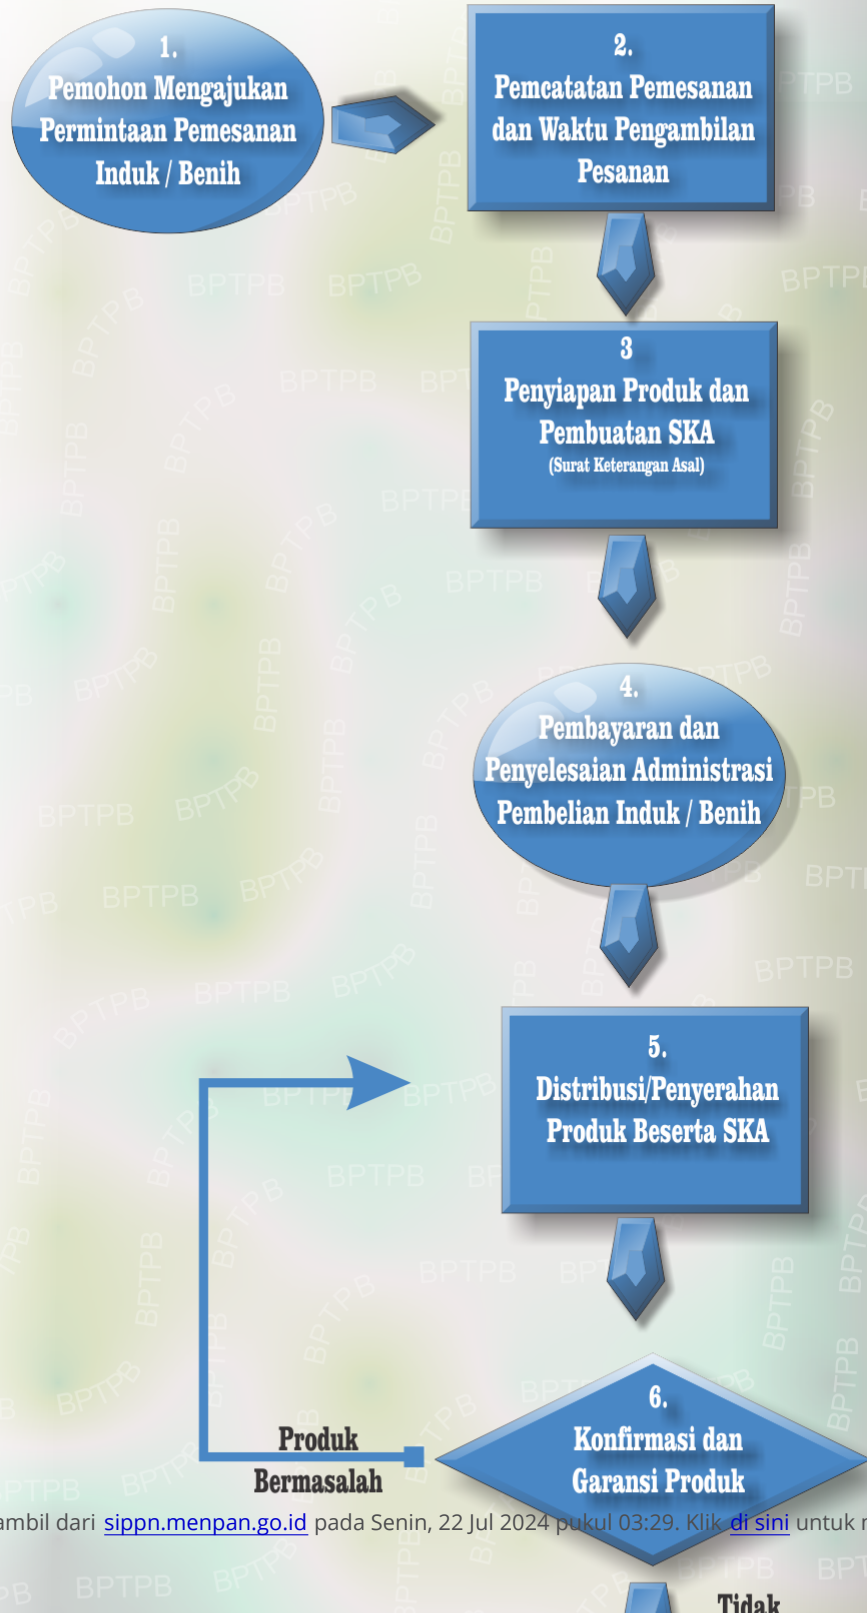 1.
Pemohon Mengajukan
Permintaan Pemesanan
Induk / Benih
2.
Pemcatatan Pemesanan
dan Waktu Pengambilan
Pesanan
3
Penyiapan Produk dan
Pembuatan SKA
(Surat Keterangan Asal)
4.
Pembayaran dan
Penyelesaian Administrasi
Pembelian Induk / Benih
5.
Distribusi/Penyerahan
Produk Beserta SKA
6.
Konfirmasi dan
Garansi Produk
Produk
Bermasalah
ambil dari sippn.menpan.go.id pada Senin, 22 Jul 2024 pukul 03:29. Klik di sini untuk
Tidak